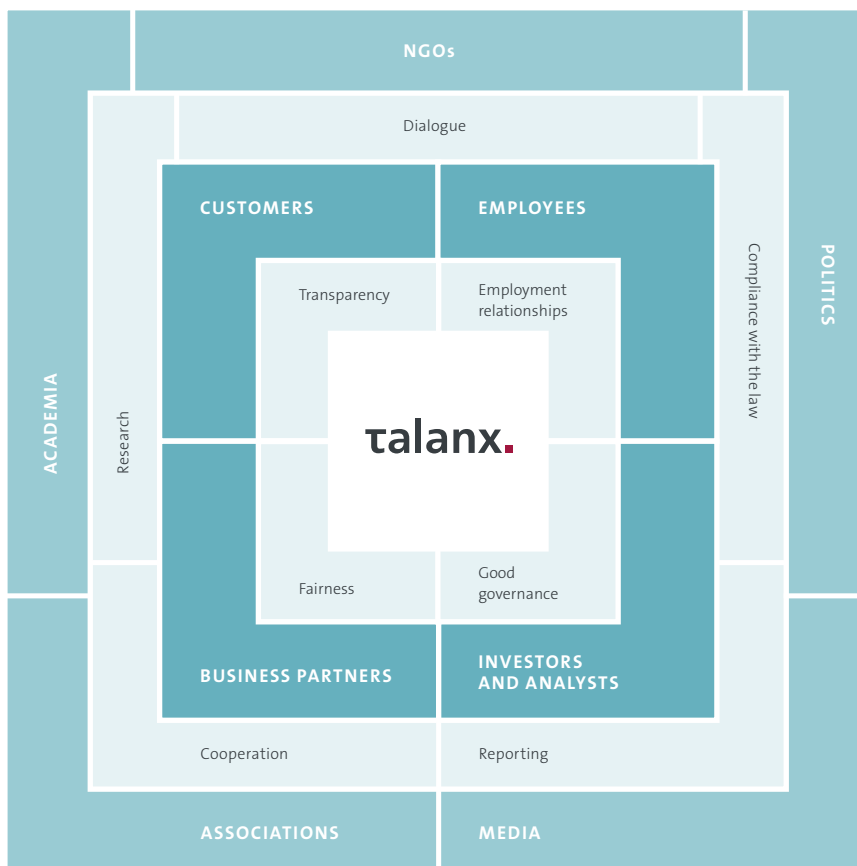 NGOs
Dialogue
CUSTOMERS
EMPLOYEES
Transparency
Employment
relationships
POLITICS
Compliance with the law
ACADEMIA
Research
talanx.
Fairness
Good
governance
BUSINESS PARTNERS
INVESTORS
AND ANALYSTS
Cooperation
Reporting
ASSOCIATIONS
MEDIA